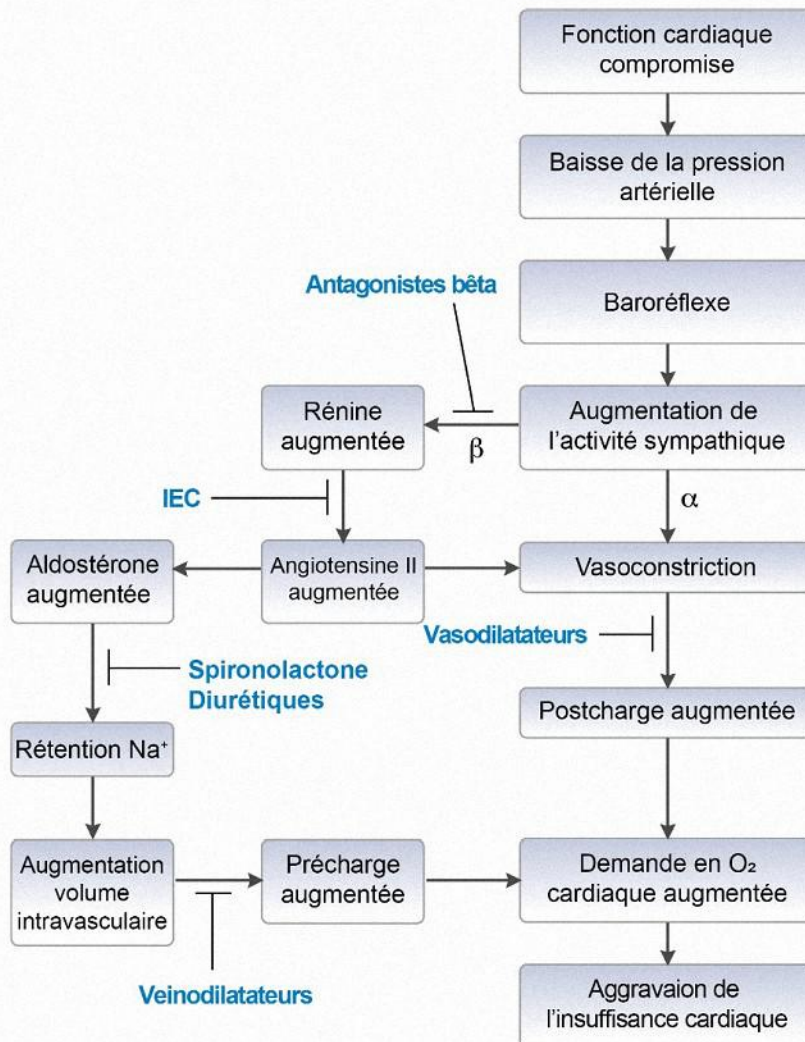 Fonction cardiaque
compromise
Baisse de la pression
artérielle
Antagonistes bêta
Baroréflexe
Rénine
augmentée
β
Augmentation de
l'activité sympathique
IEC
α
Aldostérone
augmentée
Angiotensine II
augmentée
Vasoconstriction
Vasodilatateurs
Spironolactone
Diurétiques
Postcharge augmentée
Rétention Na⁺
Augmentation
volume
intravasculaire
Précharge
augmentée
Demande en O₂
cardiaque augmentée
Veinodilatateurs
Aggravaion de
l'insuffisance cardiaque